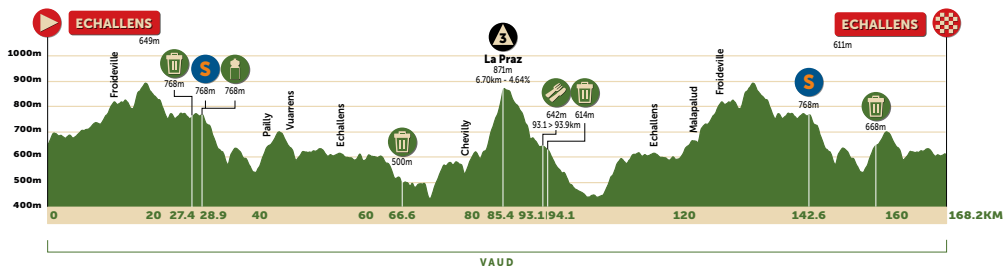 ECHALLENS
649m
ECHALLENS
611m
1000m
900m
800m
700m
600m
500m
400m
Froideville
768m
S
768m
768m
Pailly
Vuarrens
Echallens
500m
Chevilly
3
La Praz
871m
6.70km - 4.64%
642m
93.1 > 93.9km
614m
Echallens
Malapalud
Froideville
S
768m
668m
0
20
27.4
28.9
40
60
66.6
80
85.4
93.1
94.1
120
142.6
160
168.2KM
VAUD